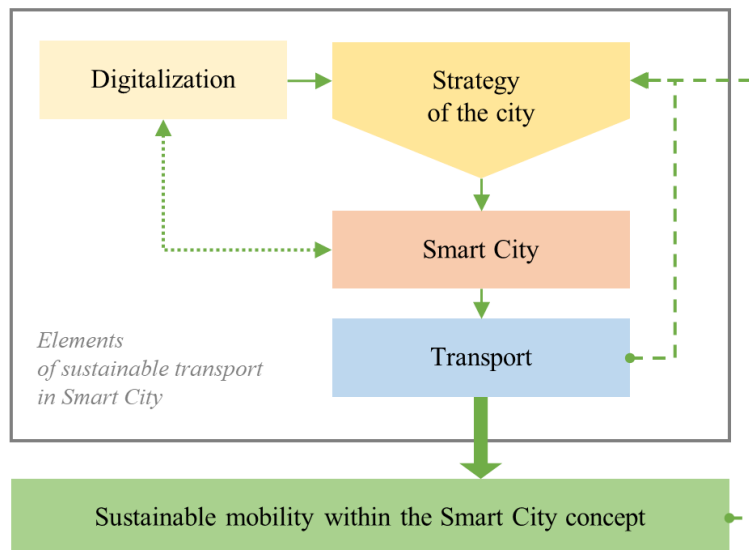 Digitalization
Strategy
of the city
Smart City
Transport
Elements
of sustainable transport
in Smart City
Sustainable mobility within the Smart City concept